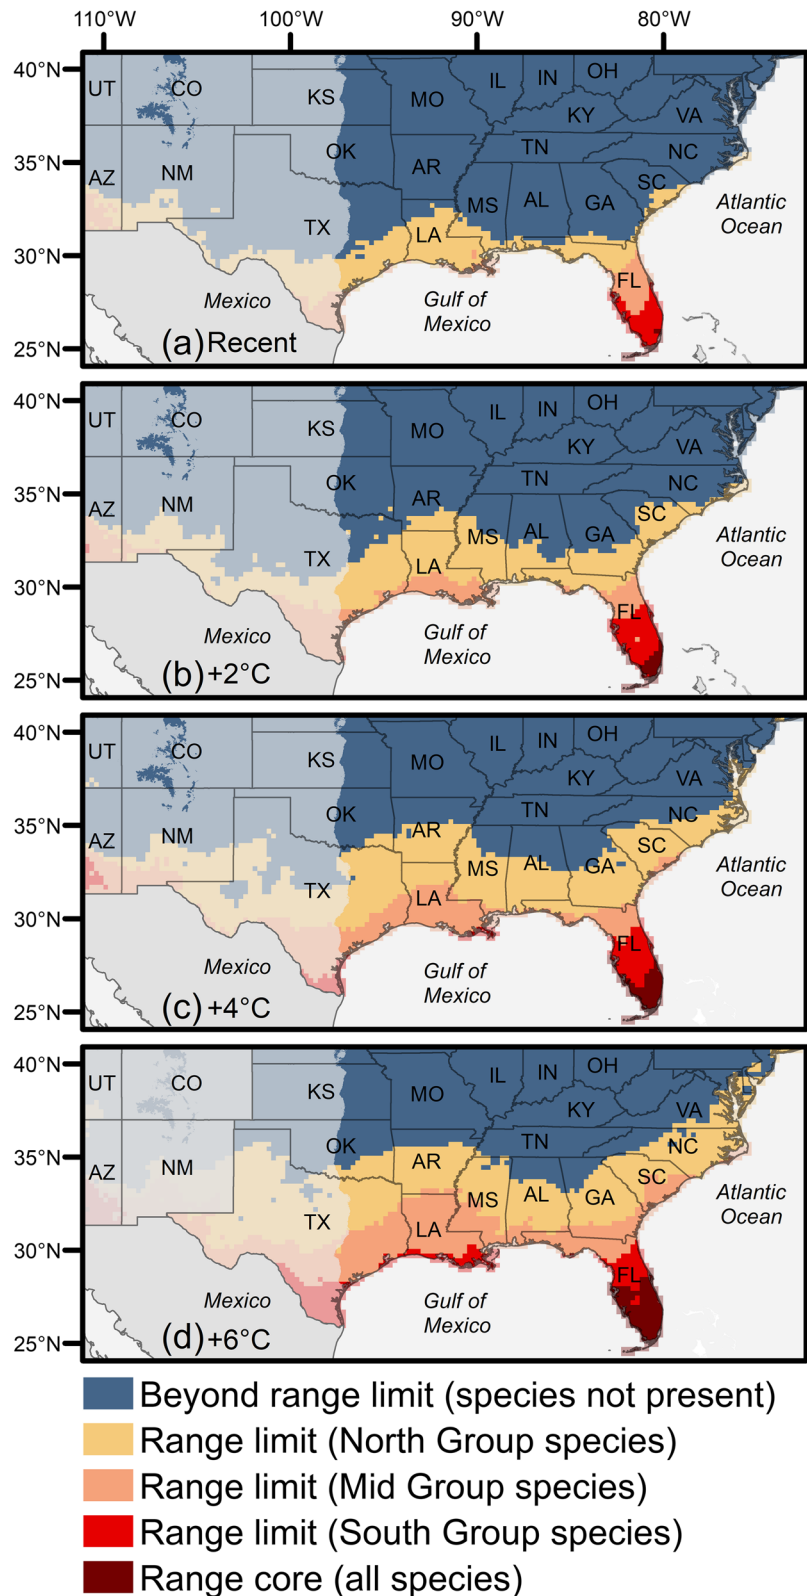 110°W 100°W 90°W 80°W
40°N
UT CO KS MO IL IN OH
KY VA
35°N
AZ NM OK AR TN NC
TX MS AL GA SC
LA
30°N
Atlantic
Ocean
FL
Mexico
Gulf of
Mexico
(a) Recent
25°N
40°N
UT CO KS MO IL IN OH
KY VA
35°N
AZ NM OK AR TN NC
TX MS AL GA SC
LA
30°N
Atlantic
Ocean
FL
Mexico
Gulf of
Mexico
(b) +2°C
25°N
40°N
UT CO KS MO IL IN OH
KY VA
35°N
AZ NM OK AR TN NC
TX MS AL GA SC
LA
30°N
Atlantic
Ocean
FL
Mexico
Gulf of
Mexico
(c) +4°C
25°N
40°N
UT CO KS MO IL IN OH
KY VA
35°N
AZ NM OK AR TN NC
TX MS AL GA SC
LA
30°N
Atlantic
Ocean
FL
Mexico
Gulf of
Mexico
(d) +6°C
25°N
Beyond range limit (species not present)
Range limit (North Group species)
Range limit (Mid Group species)
Range limit (South Group species)
Range core (all species)